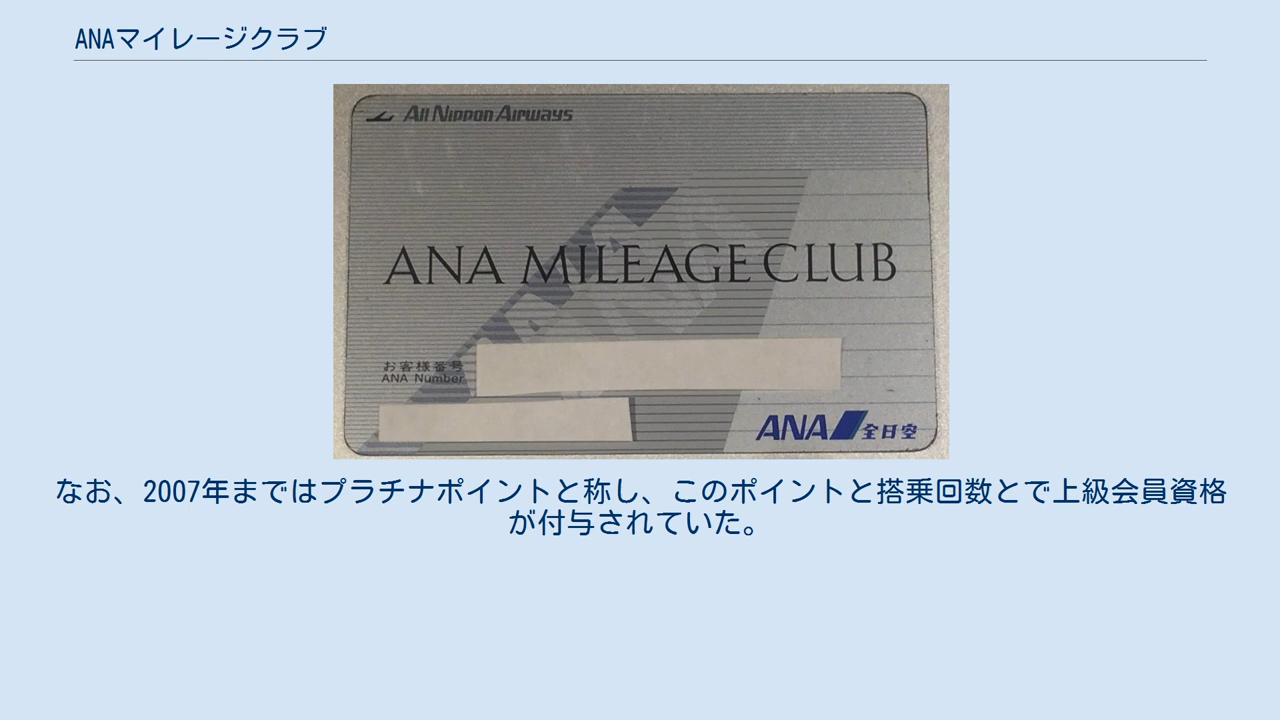 ANAマイレージクラブ
All Nippon Airways
ANA MILEAGE CLUB
お客様番号
ANA Number
ANA 全日空
なお、2007年まではプラチナポイントと称し、このポイントと搭乗回数とで上級会員資格
が付与されていた。